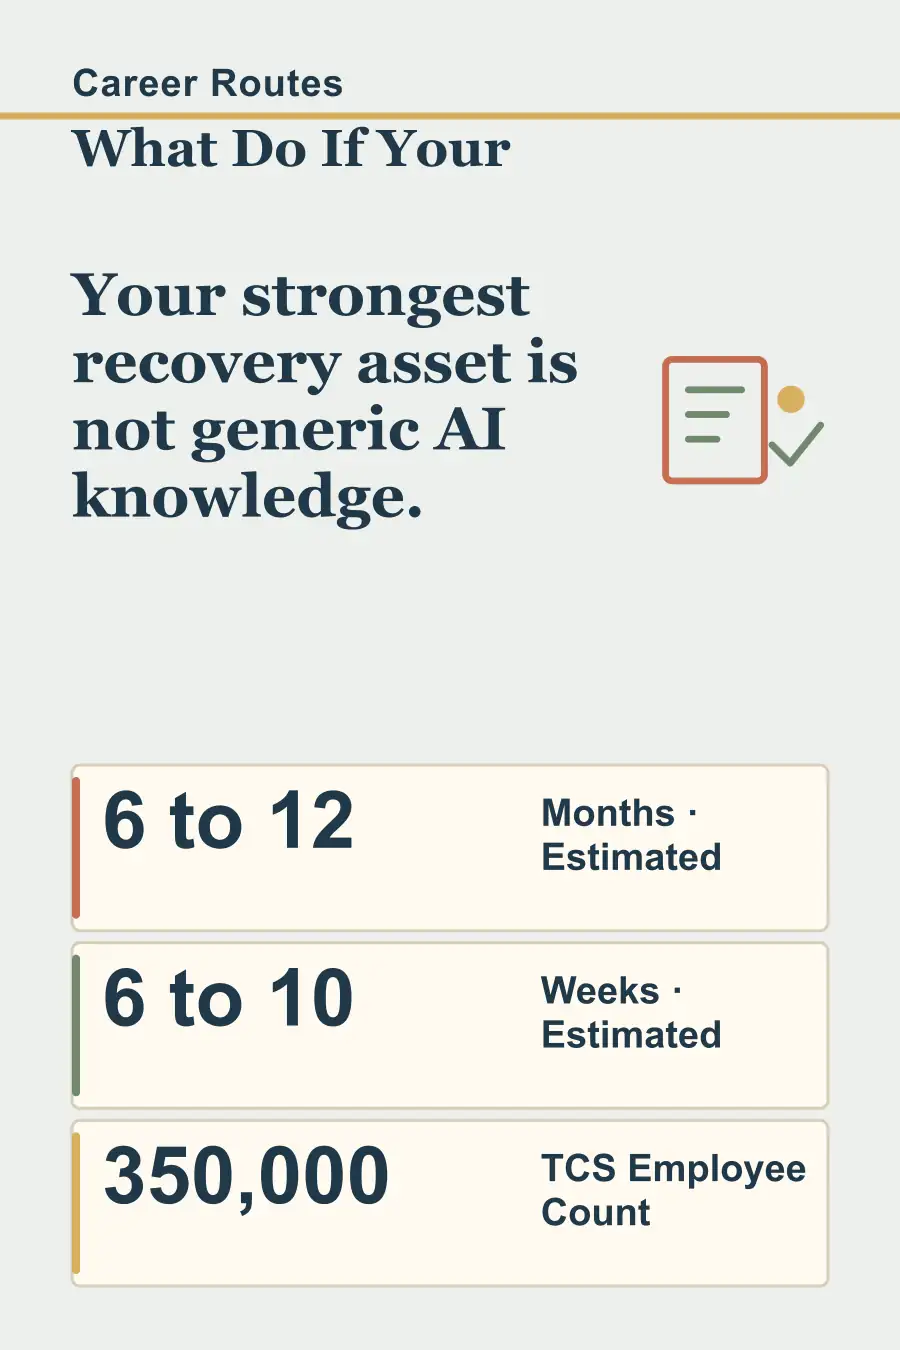 Career Routes
What Do If Your
Your strongest
recovery asset is
not generic AI
knowledge.
6 to 12
Months ·
Estimated
6 to 10
Weeks ·
Estimated
350,000
TCS Employee
Count